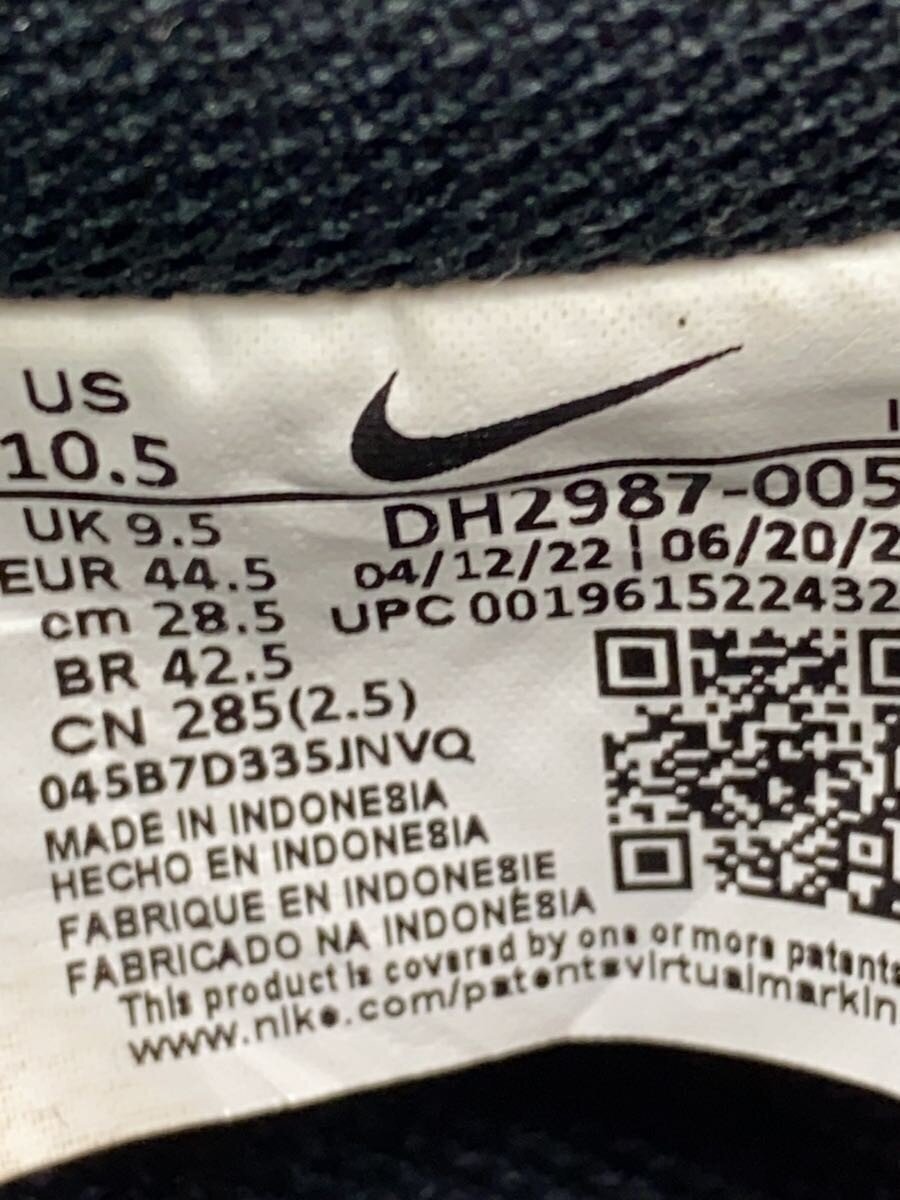 US
10.5
UK 9.5
EUR 44.5
cm 28.5
BR 42.5
CN 285(2.5)
045B7D335JNVQ
DH2987-005
04/12/22 | 06/20/2
UPC 001961522432
MADE IN INDONESIA
HECHO EN INDONESIA
FABRIQUE EN INDONESIE
FABRICADO NA INDONÉSIA
This product is covered by one or more patents
www.nike.com/patentsvirtualmarkin